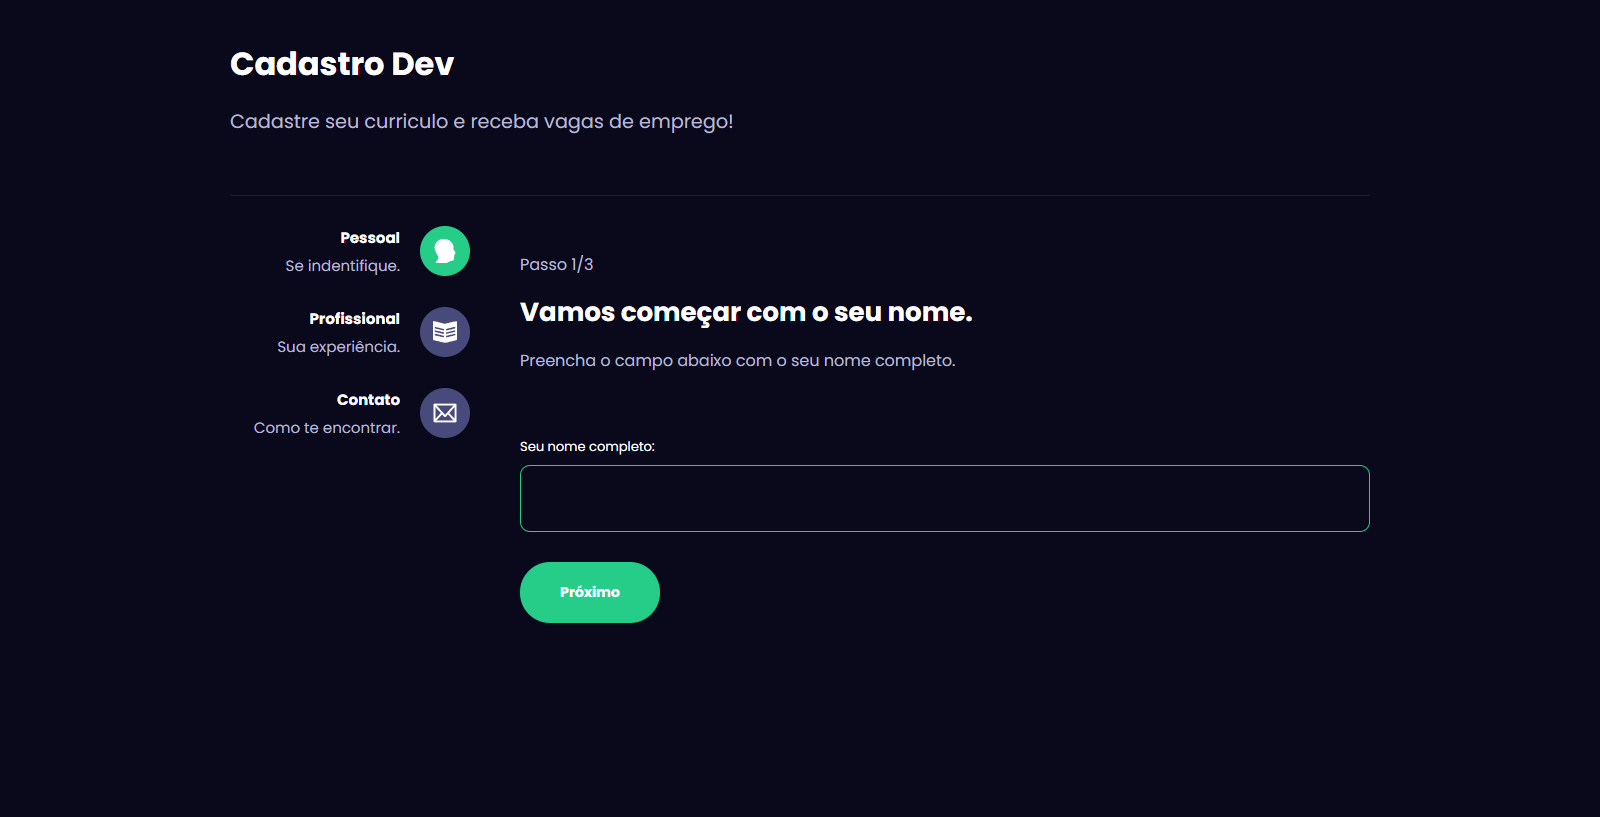 Cadastro Dev
Cadastre seu curriculo e receba vagas de emprego!
Pessoal
Se indentifique.
Profissional
Sua experiência.
Contato
Como te encontrar.
Passo 1/3
Vamos começar com o seu nome.
Preencha o campo abaixo com o seu nome completo.
Seu nome completo:
Próximo